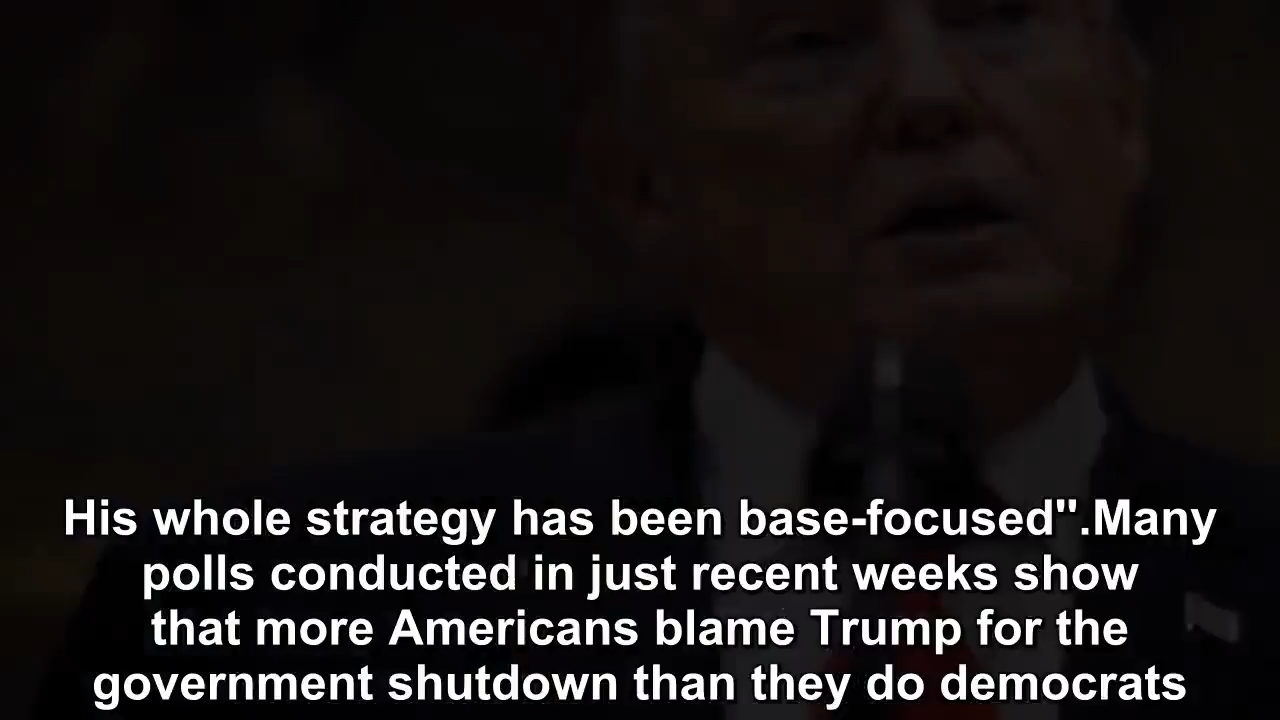 His whole strategy has been base-focused".Many
polls conducted in just recent weeks show
that more Americans blame Trump for the
government shutdown than they do democrats